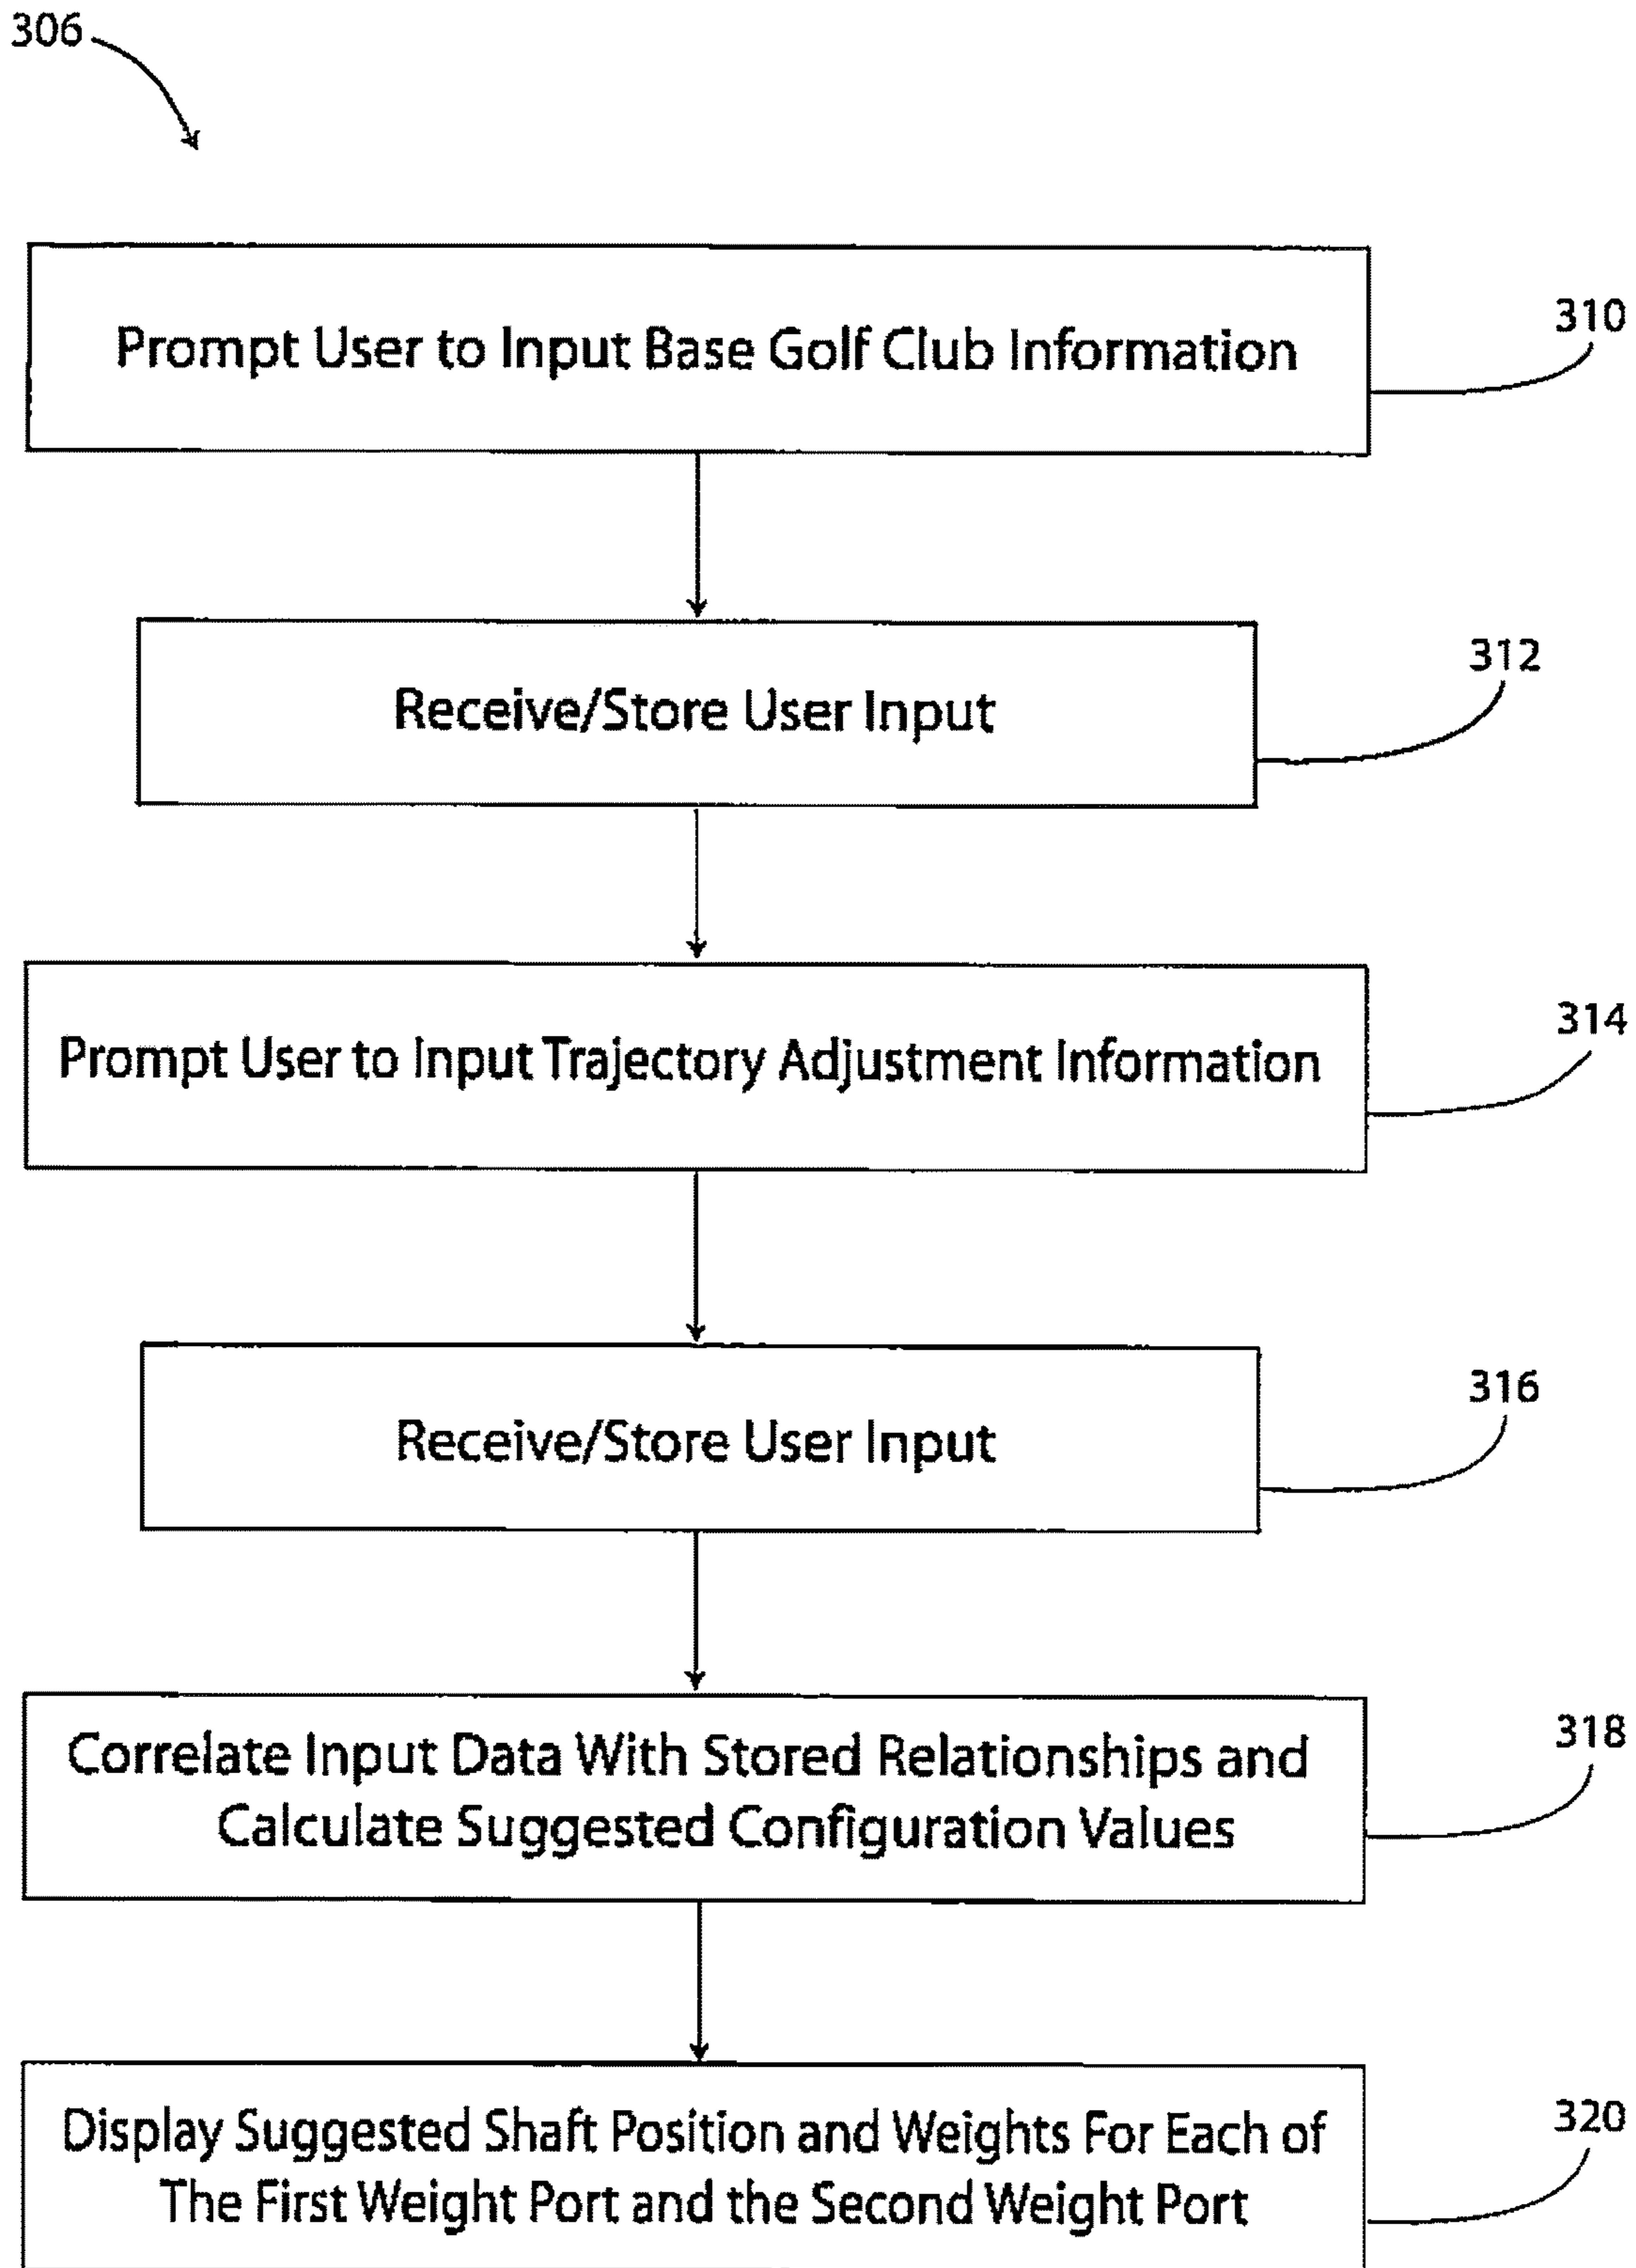 306
Prompt User to Input Base Golf Club Information
310
Receive/Store User Input
312
Prompt User to Input Trajectory Adjustment Information
314
Receive/Store User Input
316
Correlate Input Data With Stored Relationships and
Calculate Suggested Configuration Values
318
Display Suggested Shaft Position and Weights For Each of
The First Weight Port and the Second Weight Port
320